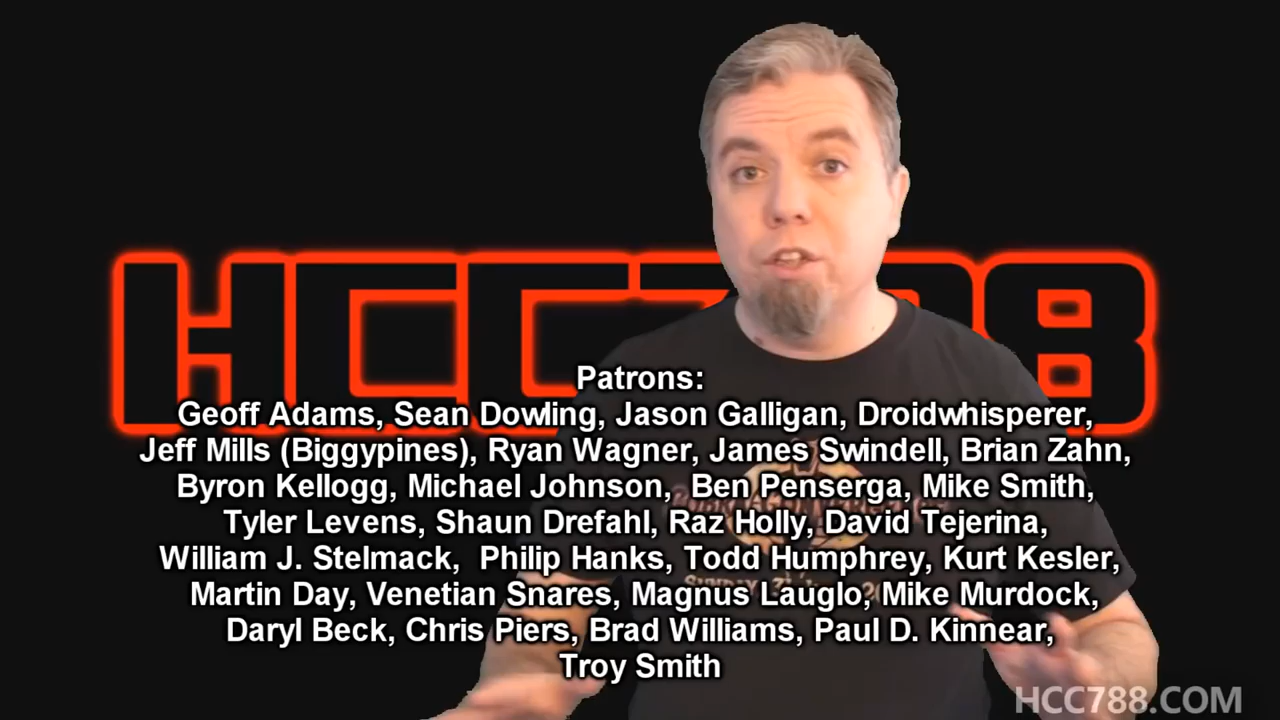 HCC788
Patrons:
Geoff Adams, Sean Dowling, Jason Galligan, Droidwhisperer,
Jeff Mills (Biggypines), Ryan Wagner, James Swindell, Brian Zahn,
Byron Kellogg, Michael Johnson,  Ben Penserga, Mike Smith,
Tyler Levens, Shaun Drefahl, Raz Holly, David Tejerina,
William J. Stelmack,  Philip Hanks, Todd Humphrey, Kurt Kesler,
Martin Day, Venetian Snares, Magnus Lauglo, Mike Murdock,
Daryl Beck, Chris Piers, Brad Williams, Paul D. Kinnear,
Troy Smith
HCC788.COM